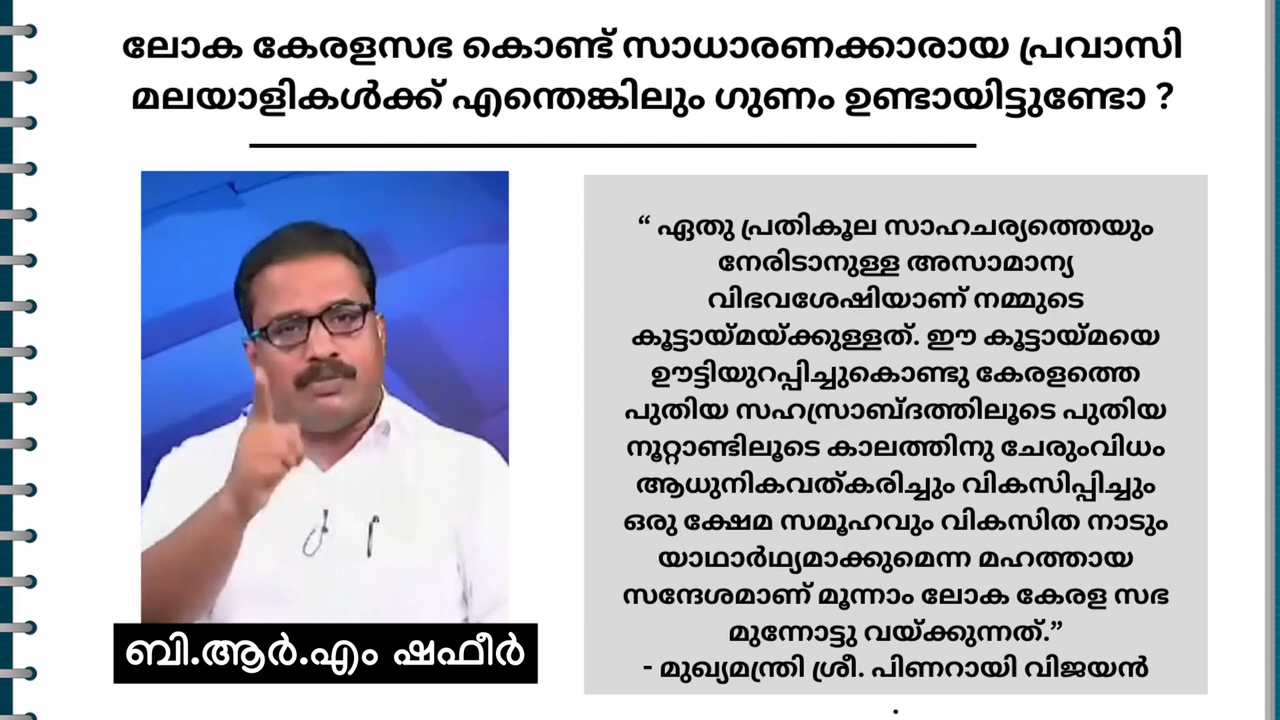 ലോക കേരളസഭ കൊണ്ട് സാധാരണക്കാരായ പ്രവാസി
മലയാളികൾക്ക് എന്തെങ്കിലും ഗുണം ഉണ്ടായിട്ടുണ്ടോ ?
“ ഏതു പ്രതികൂല സാഹചര്യത്തെയും
നേരിടാനുള്ള അസാമാന്യ
വിഭവശേഷിയാണ് നമ്മുടെ
കൂട്ടായ്മയ്ക്കുള്ളത്. ഈ കൂട്ടായ്മയെ
ഊട്ടിയുറപ്പിച്ചുകൊണ്ടു കേരളത്തെ
പുതിയ സഹസ്രാബ്ദത്തിലൂടെ പുതിയ
നൂറ്റാണ്ടിലൂടെ കാലത്തിനു ചേരുംവിധം
ആധുനികവത്കരിച്ചും വികസിപ്പിച്ചും
ഒരു ക്ഷേമ സമൂഹവും വികസിത നാടും
യാഥാർഥ്യമാക്കുമെന്ന മഹത്തായ
സന്ദേശമാണ് മൂന്നാം ലോക കേരള സഭ
മുന്നോട്ടു വയ്ക്കുന്നത്.”
- മുഖ്യമന്ത്രി ശ്രീ. പിണറായി വിജയൻ
.
ബി.ആർ.എം ഷഫീർ